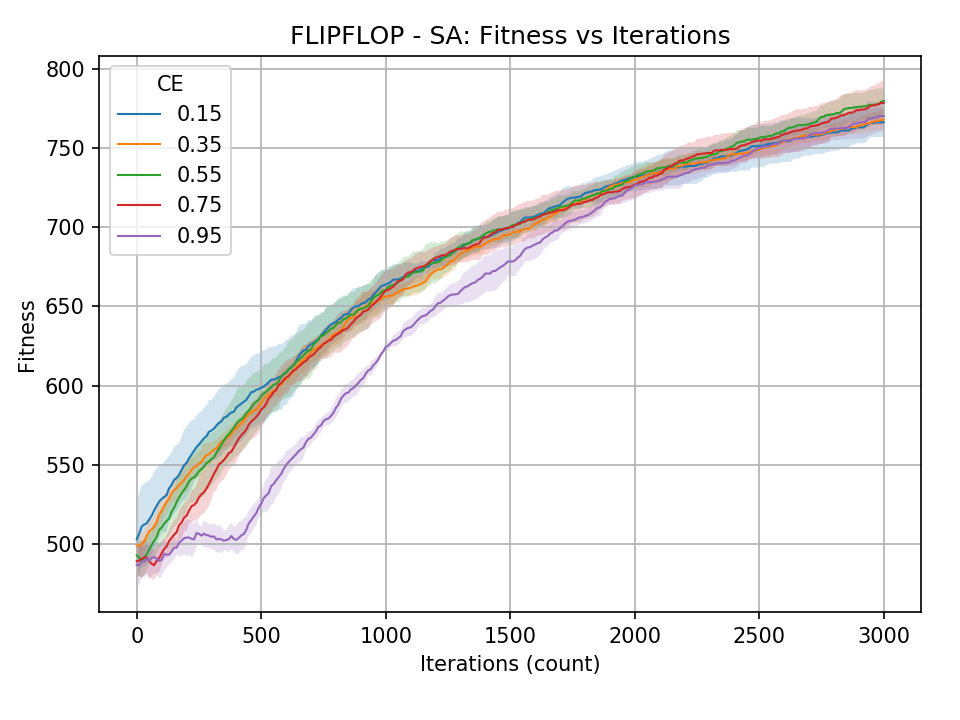 FLIPFLOP - SA: Fitness vs Iterations
800
750
700
650
600
550
500
Fitness
CE
0.15
0.35
0.55
0.75
0.95
0 500 1000 1500 2000 2500 3000
Iterations (count)